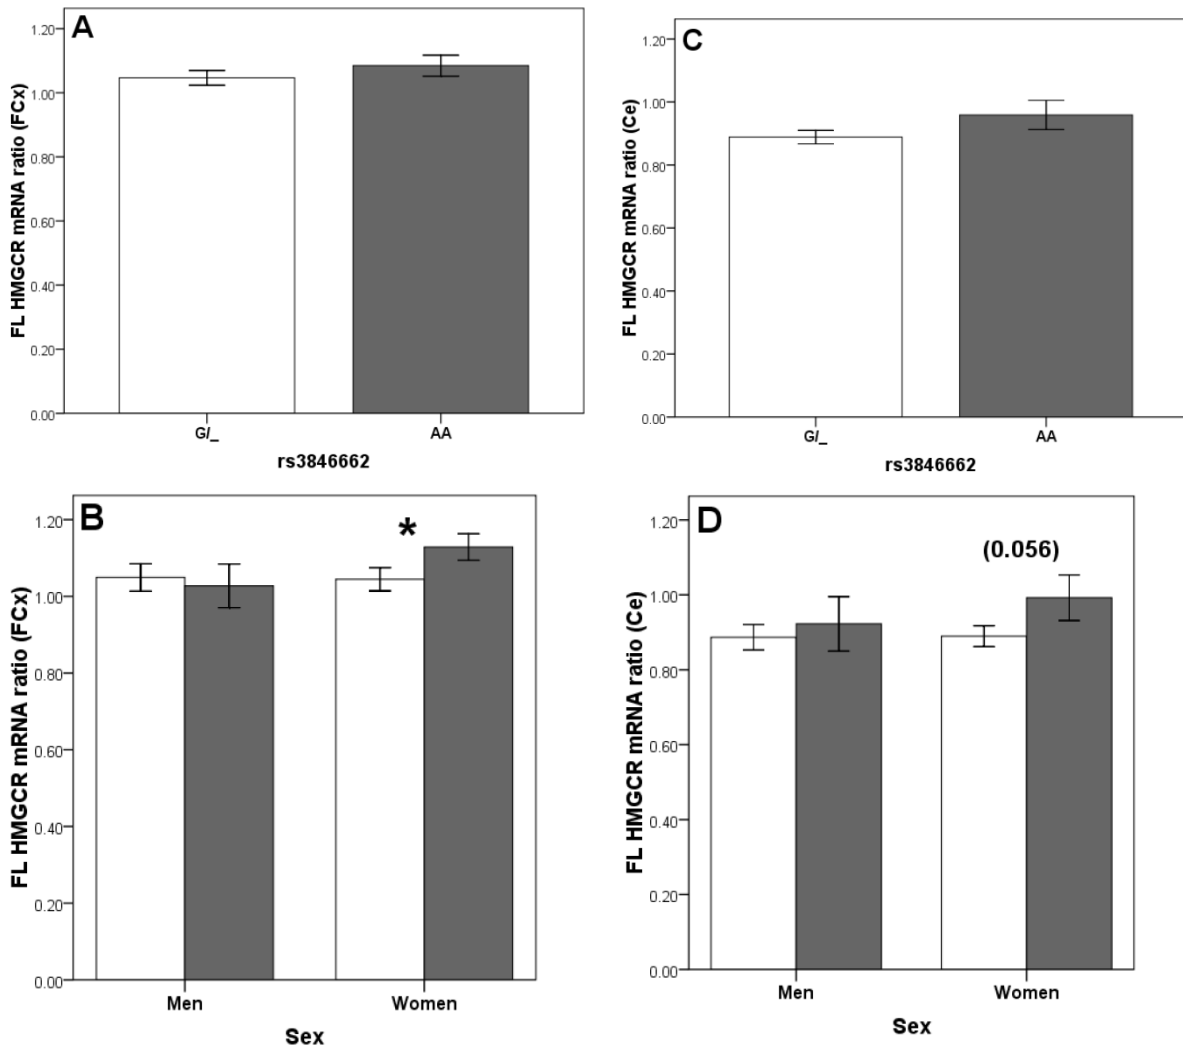 A
FL HMGCR mRNA ratio (FCx)
1.20
1.00
0.80
0.60
0.40
0.20
0.00
G/_
AA
rs3846662
C
FL HMGCR mRNA ratio (Ce)
1.20
1.00
0.80
0.60
0.40
0.20
0.00
G/_
AA
rs3846662
B
FL HMGCR mRNA ratio (FCx)
1.20
1.00
0.80
0.60
0.40
0.20
0.00
*
Men
Women
Sex
D
FL HMGCR mRNA ratio (Ce)
1.20
1.00
0.80
0.60
0.40
0.20
0.00
(0.056)
Men
Women
Sex